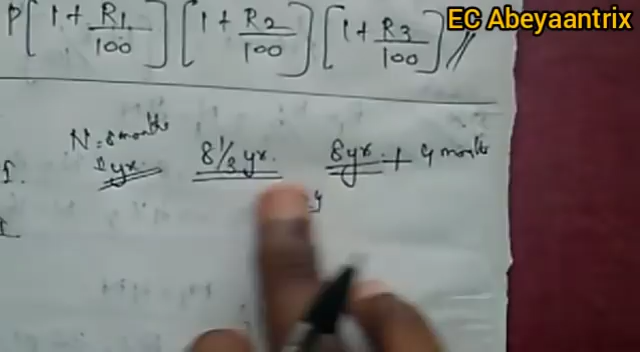 EC Abeyaantrix
P[1 + R1/100] [1 + R2/100] [1 + R3/100] //
N = 8 months
yr. 8 1/3 yr. 8 yr. + 4 months